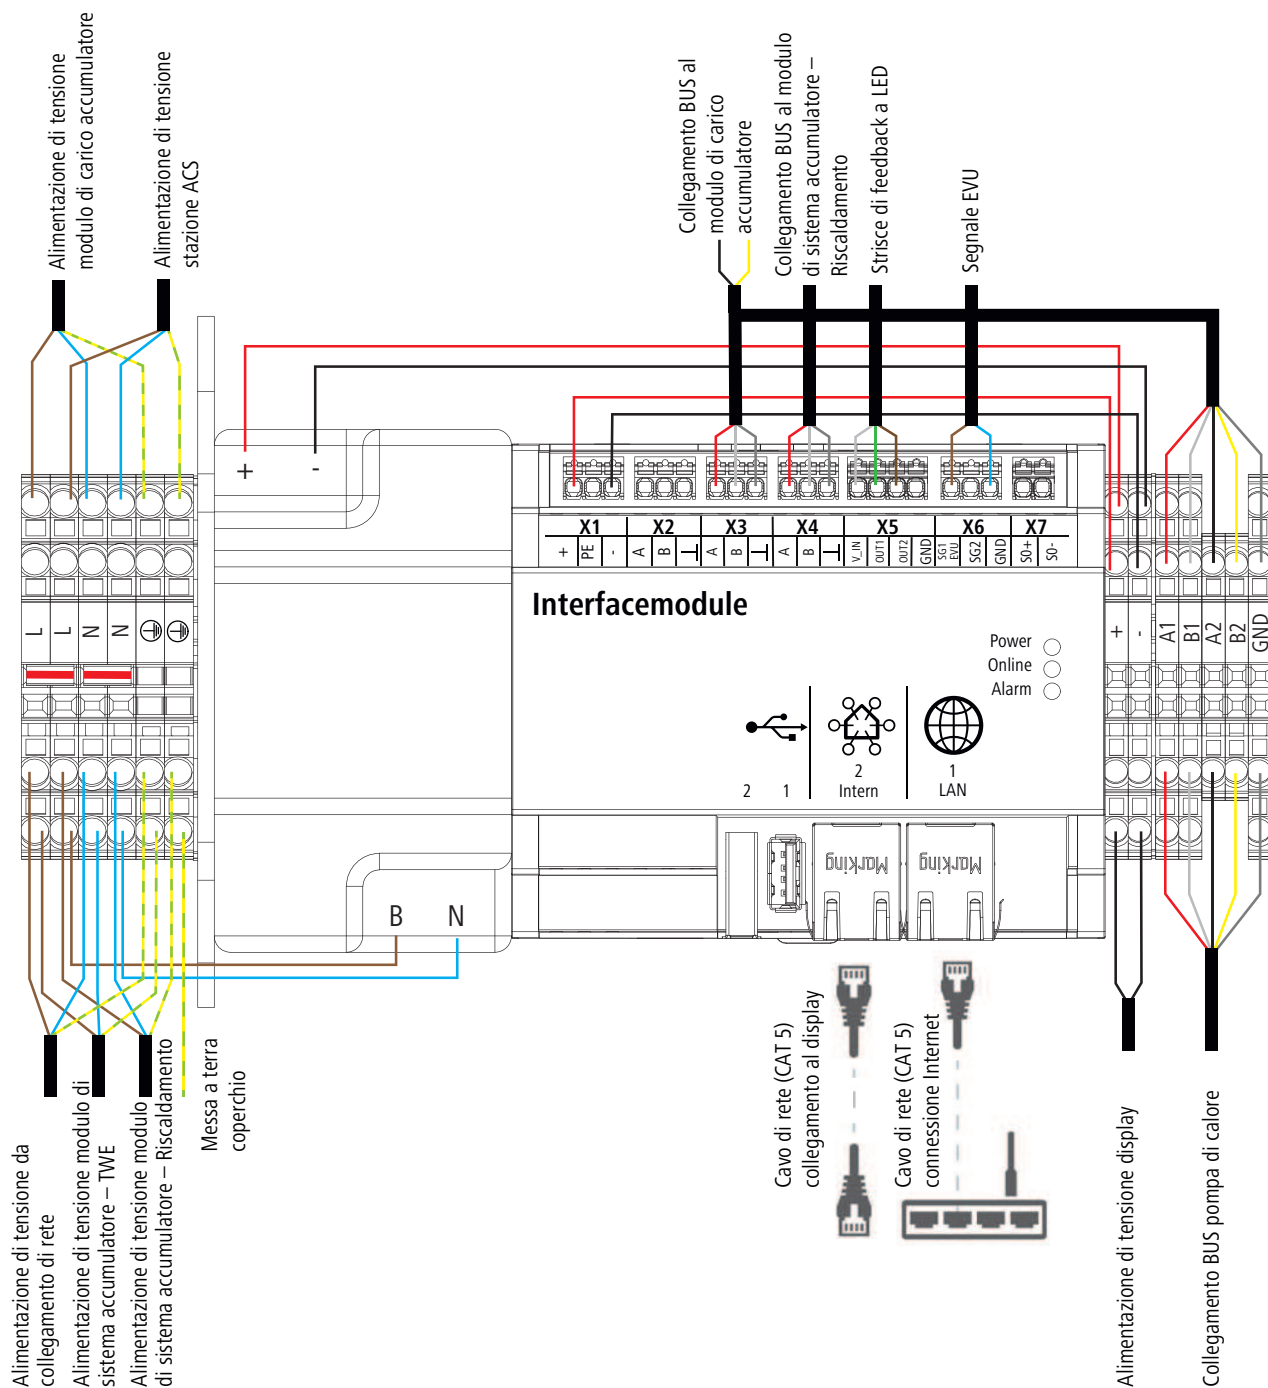 Alimentazione di tensione
modulo di carico accumulatore
Alimentazione di tensione
stazione ACS
Collegamento BUS al
modulo di carico
accumulatore
Collegamento BUS al modulo
di sistema accumulatore –
Riscaldamento
Strisce di feedback a LED
Segnale EVU
+ -
X1 X2 X3 X4 X5 X6 X7
+ PE - A B A B A B V_IN OUT1 OUT2 GND SG1 EVU SG2 GND S0+ S0-
Interfacemodule
L L N N
+ - A1 B1 A2 B2 GND
Power
Online
Alarm
2 1
2
Intern
1
LAN
Marking Marking
B N
Messa a terra
coperchio
Cavo di rete (CAT 5)
collegamento al display
Cavo di rete (CAT 5)
connessione Internet
Alimentazione di tensione da
collegamento di rete
Alimentazione di tensione modulo di
sistema accumulatore – TWE
Alimentazione di tensione modulo
di sistema accumulatore – Riscaldamento
Alimentazione di tensione display
Collegamento BUS pompa di calore